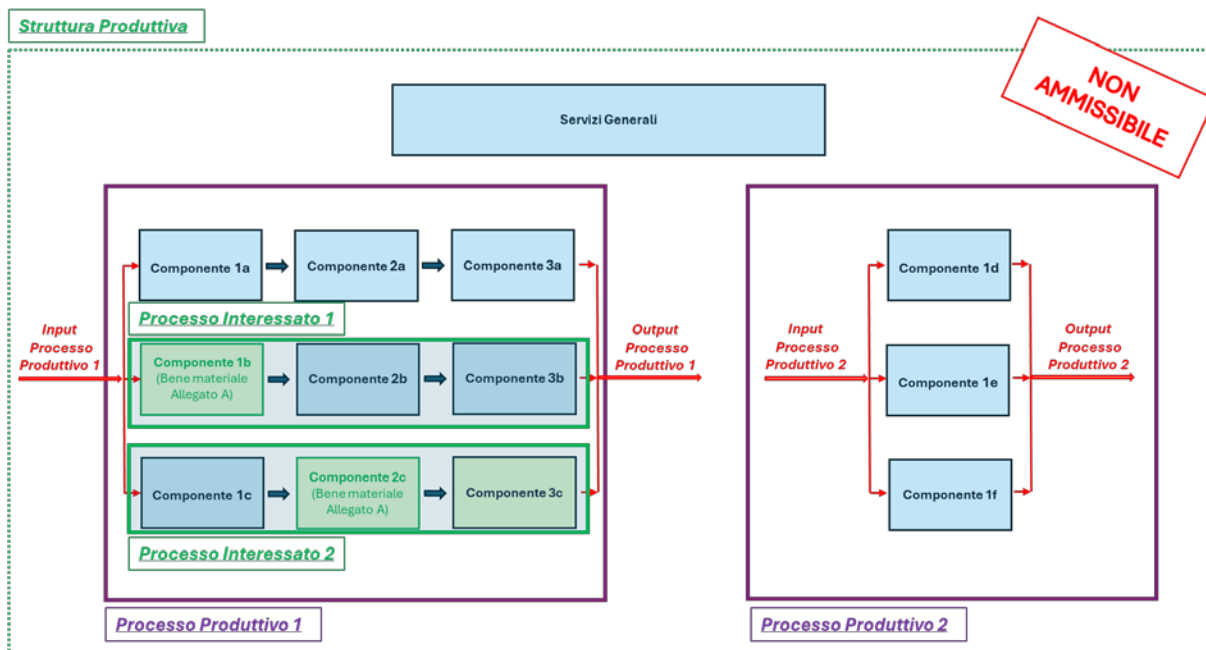 Struttura Produttiva
NON
AMMISSIBILE
Servizi Generali
Componente 1a
Componente 2a
Componente 3a
Processo Interessato 1
Input
Processo
Produttivo 1
Componente 1b
(Bene materiale
Allegato A)
Componente 2b
Componente 3b
Output
Processo
Produttivo 1
Componente 1c
Componente 2c
(Bene materiale
Allegato A)
Componente 3c
Processo Interessato 2
Processo Produttivo 1
Componente 1d
Input
Processo
Produttivo 2
Componente 1e
Output
Processo
Produttivo 2
Componente 1f
Processo Produttivo 2